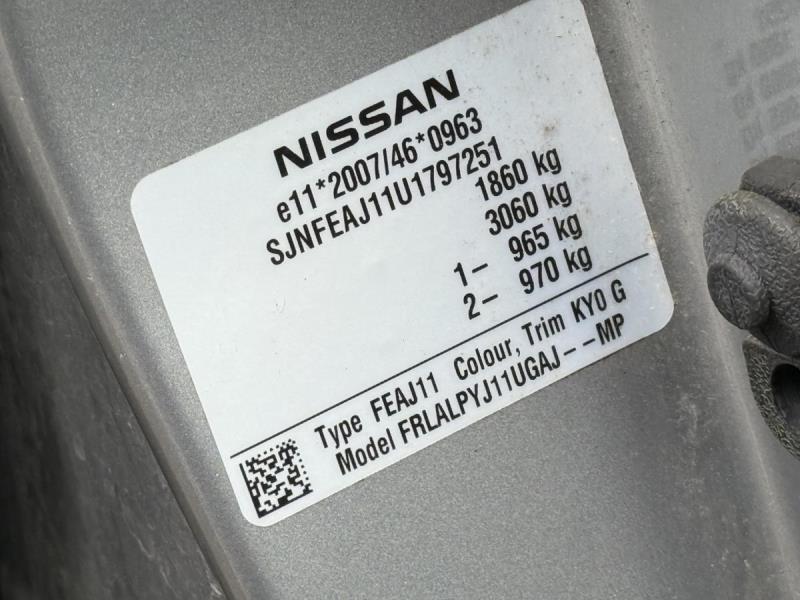 NISSAN
e11*2007/46*0963
SJNFEAJ11U1797251
1860 kg
3060 kg
1– 965 kg
2– 970 kg
Type FEAJ11 Colour, Trim KY0 G
Model FRLALPYJ11UGAJ––MP